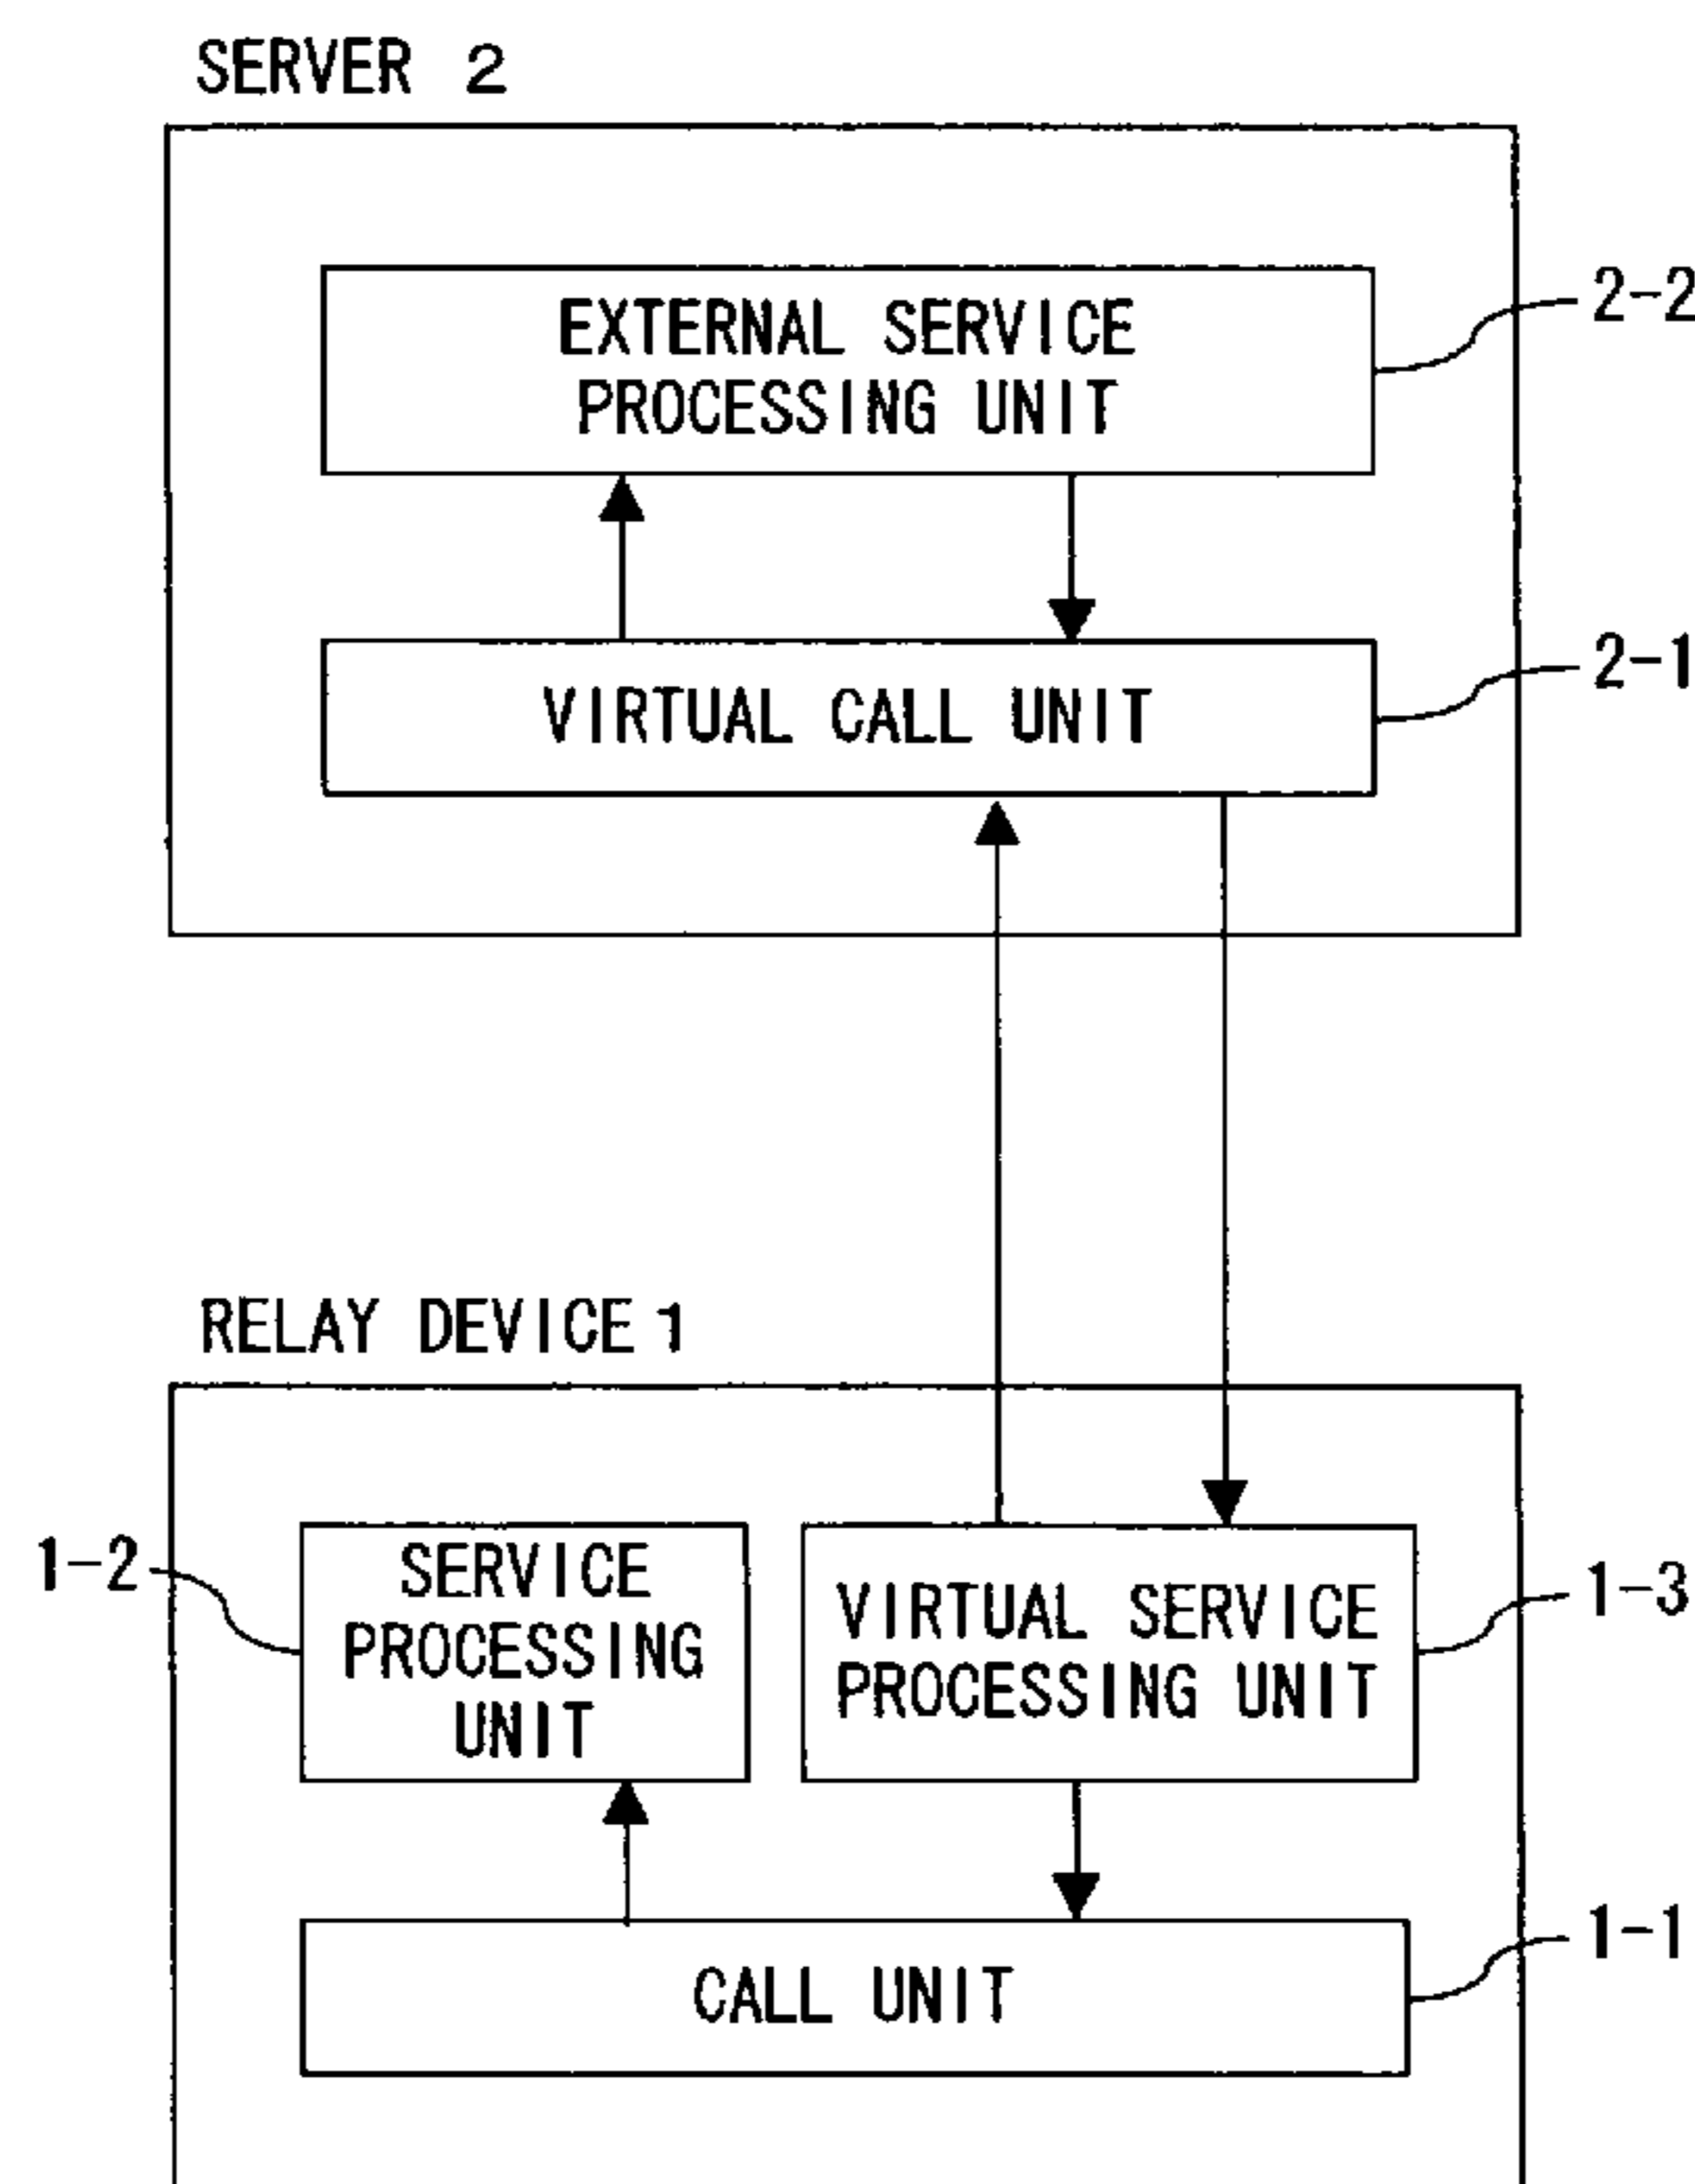 SERVER 2
EXTERNAL SERVICE
PROCESSING UNIT
2-2
VIRTUAL CALL UNIT
2-1
RELAY DEVICE 1
1-2
SERVICE
PROCESSING
UNIT
VIRTUAL SERVICE
PROCESSING UNIT
1-3
CALL UNIT
1-1